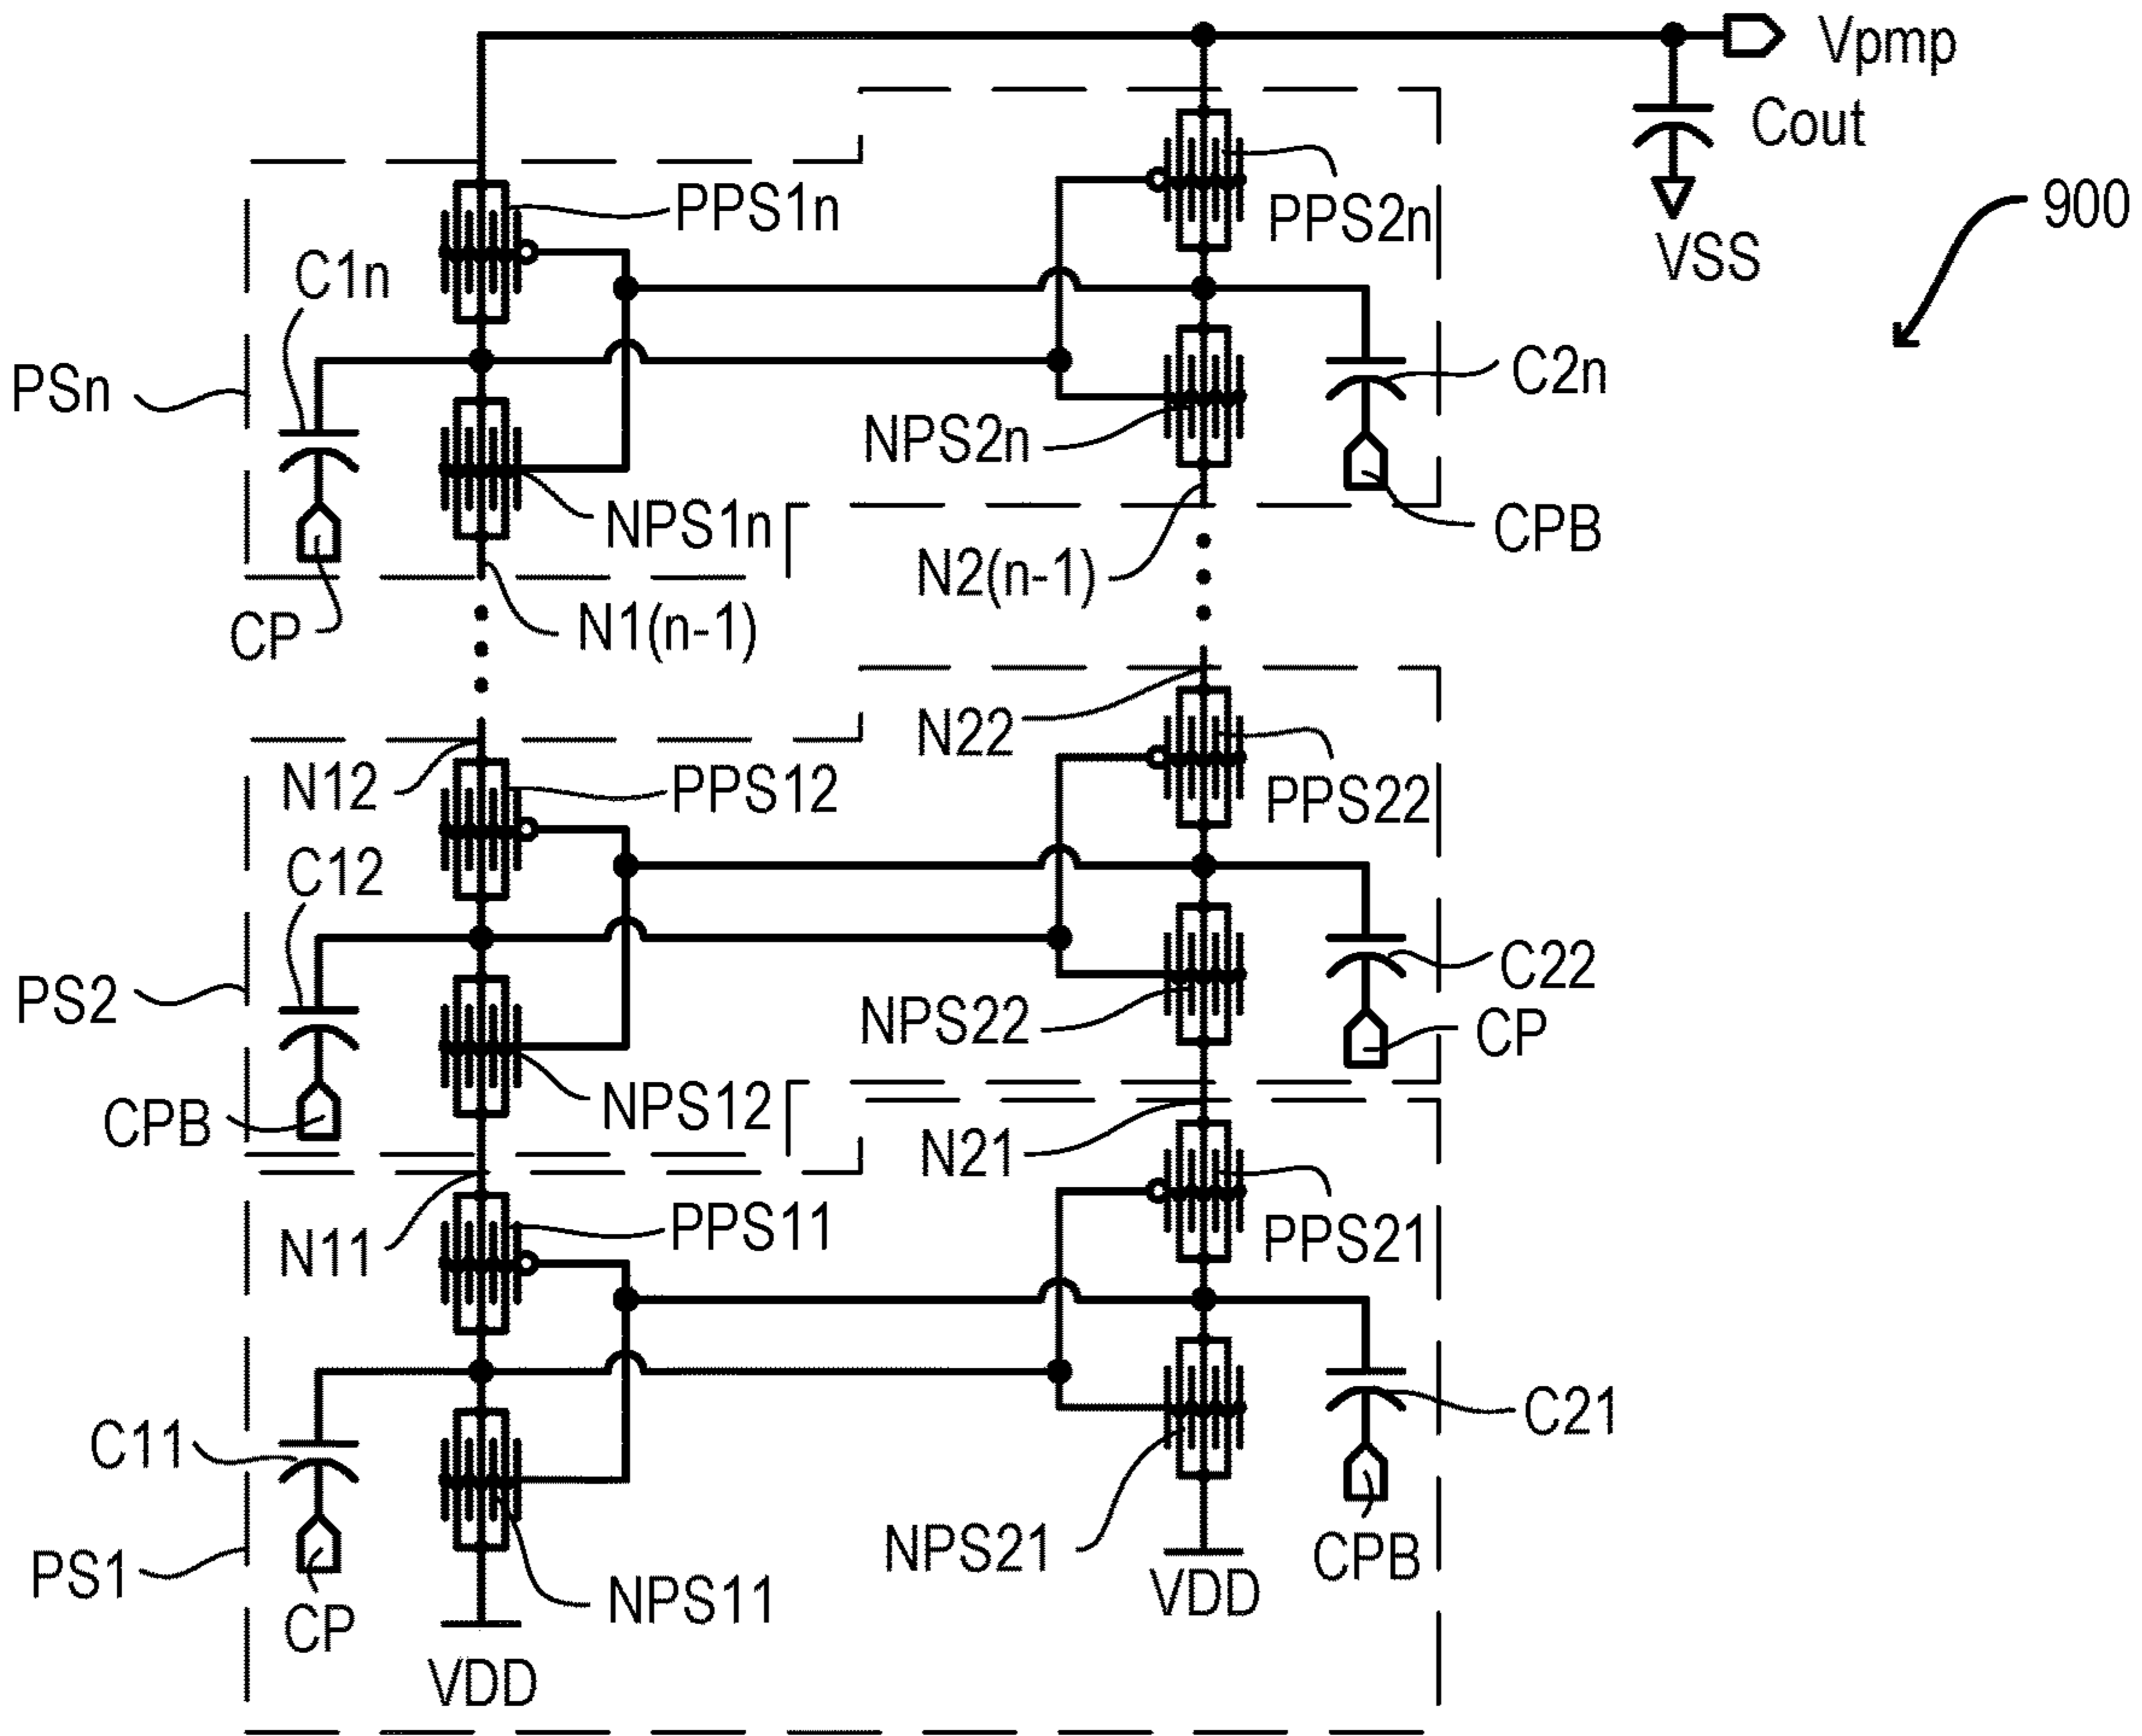 Vpmp
Cout
VSS
900
PPS1n
PPS2n
C1n
PSn
C2n
NPS2n
NPS1n
CPB
N2(n-1)
CP
N1(n-1)
N22
N12
PPS12
PPS22
C12
C22
PS2
NPS22
CP
CPB
NPS12
N21
N11
PPS11
PPS21
C11
C21
NPS21
CPB
PS1
NPS11
VDD
CP
VDD